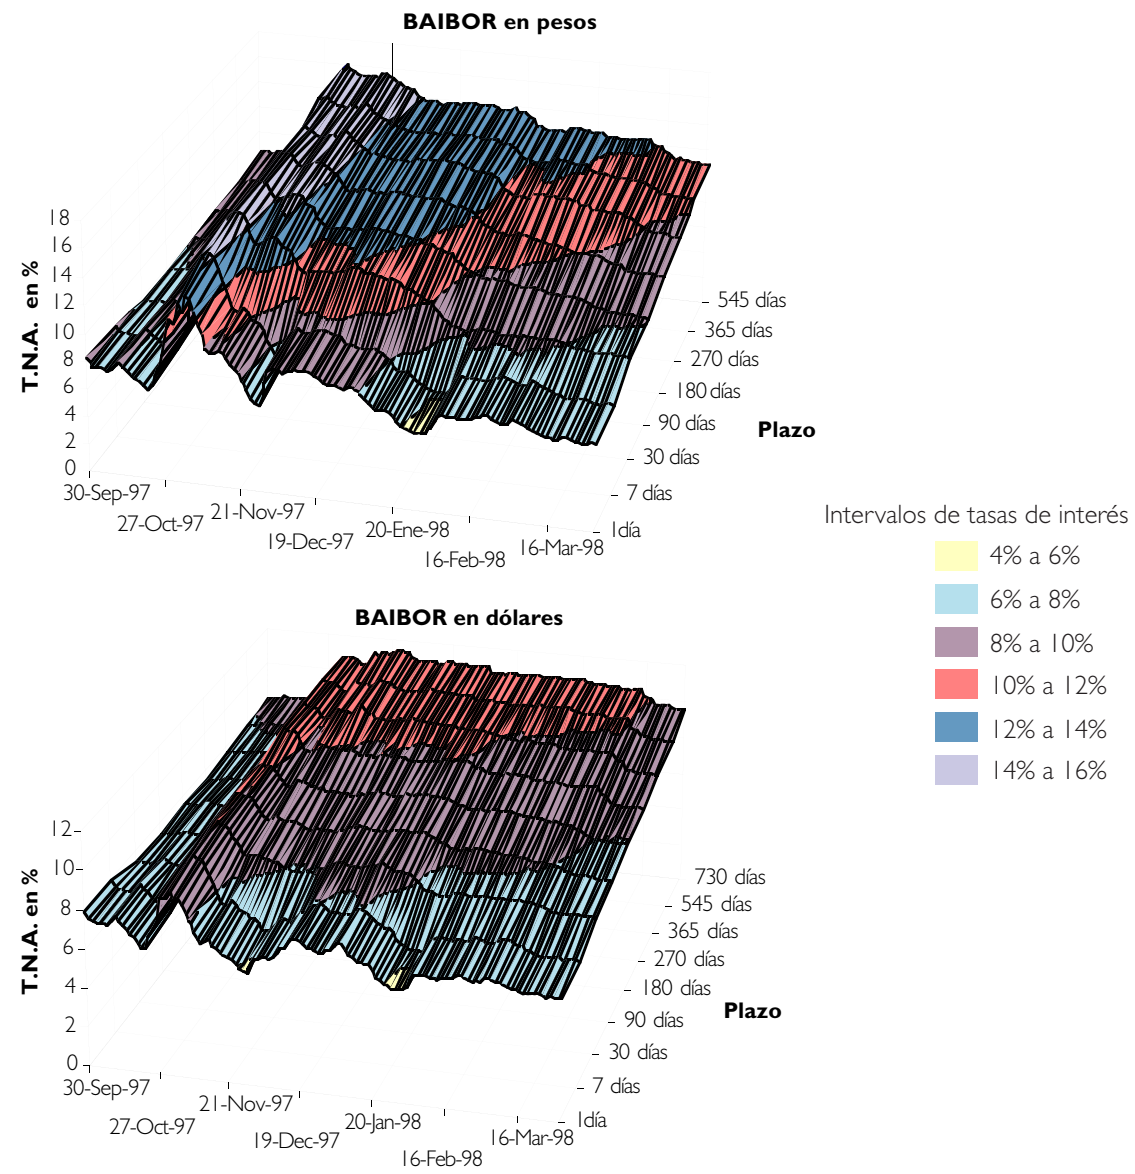 BAIBOR en pesos
T.N.A. en %
18
16
14
12
10
8
6
4
2
0
30-Sep-97
27-Oct-97
21-Nov-97
19-Dec-97
20-Ene-98
16-Feb-98
16-Mar-98
545 días
365 días
270 días
180 días
90 días
30 días
7 días
1día
Plazo
Intervalos de tasas de interés
4% a 6%
6% a 8%
8% a 10%
10% a 12%
12% a 14%
14% a 16%
BAIBOR en dólares
T.N.A. en %
12
10
8
6
4
2
0
30-Sep-97
27-Oct-97
21-Nov-97
19-Dec-97
20-Jan-98
16-Feb-98
16-Mar-98
730 días
545 días
365 días
270 días
180 días
90 días
30 días
7 días
1día
Plazo